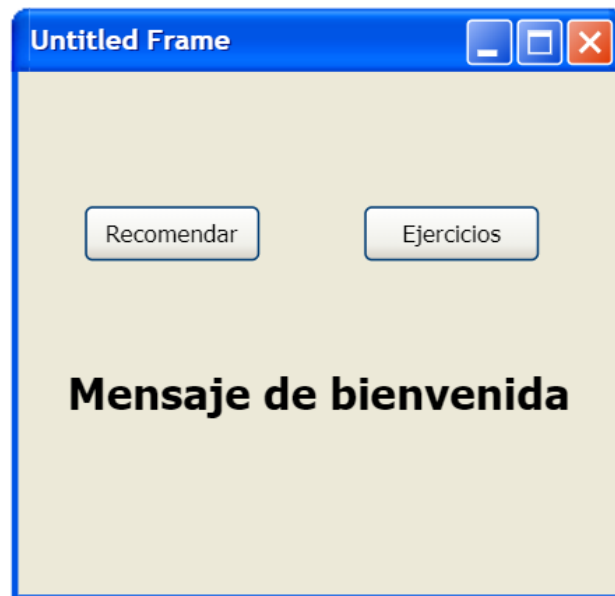 Untitled Frame
Recomendar
Ejercicios
Mensaje de bienvenida